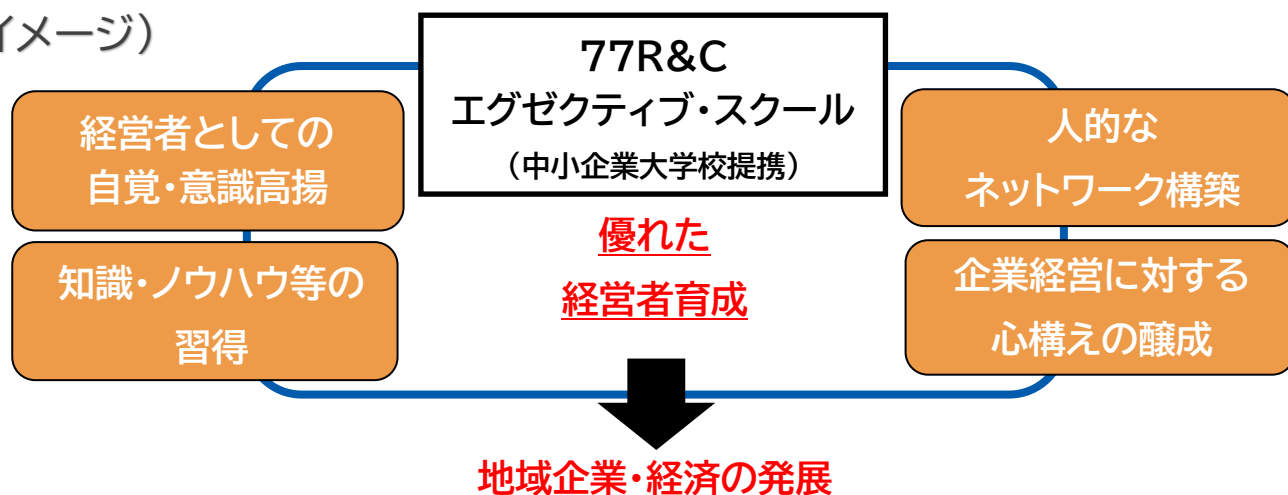 イメージ）
77R&C
エグゼクティブ・スクール
（中小企業大学校提携）
経営者としての
自覚・意識高揚
人的な
ネットワーク構築
知識・ノウハウ等の
習得
企業経営に対する
心構えの醸成
優れた
経営者育成
地域企業・経済の発展